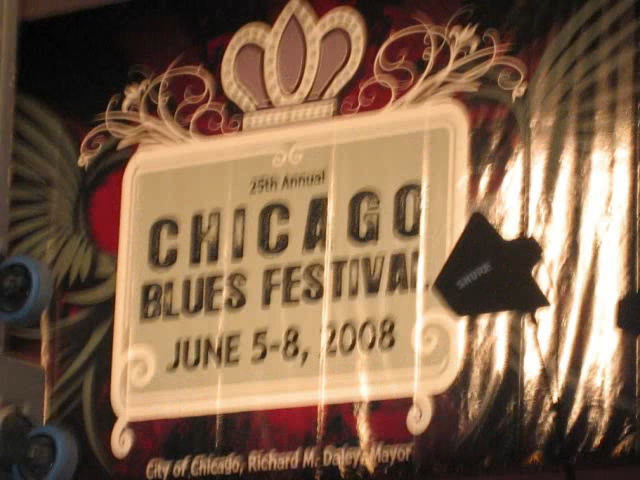 25th Annual
CHICAGO
BLUES FESTIVAL
JUNE 5-8, 2008
SHURE
City of Chicago, Richard M. Daley, Mayor